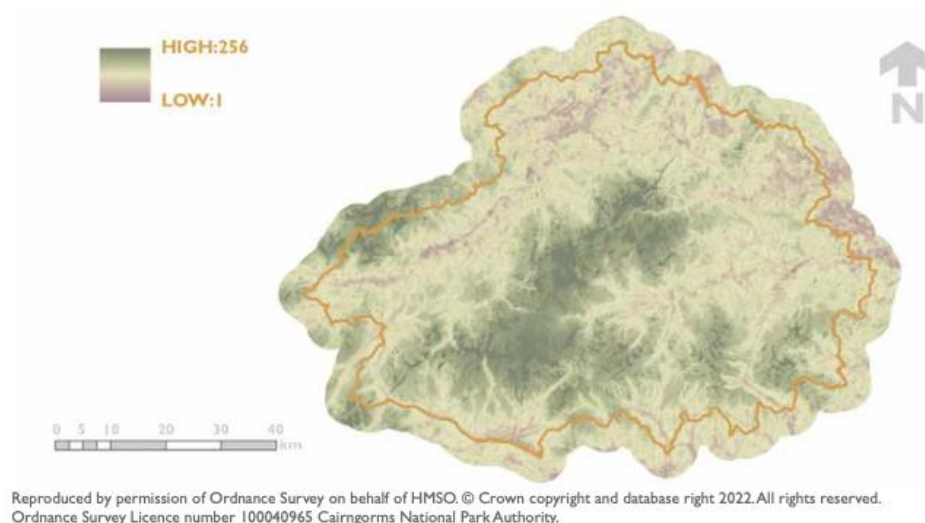 HIGH:256
LOW:1
N
0 5 10 20 30 40
km
Reproduced by permission of Ordnance Survey on behalf of HMSO. © Crown copyright and database right 2022. All rights reserved.
Ordnance Survey Licence number 100040965 Cairngorms National Park Authority.